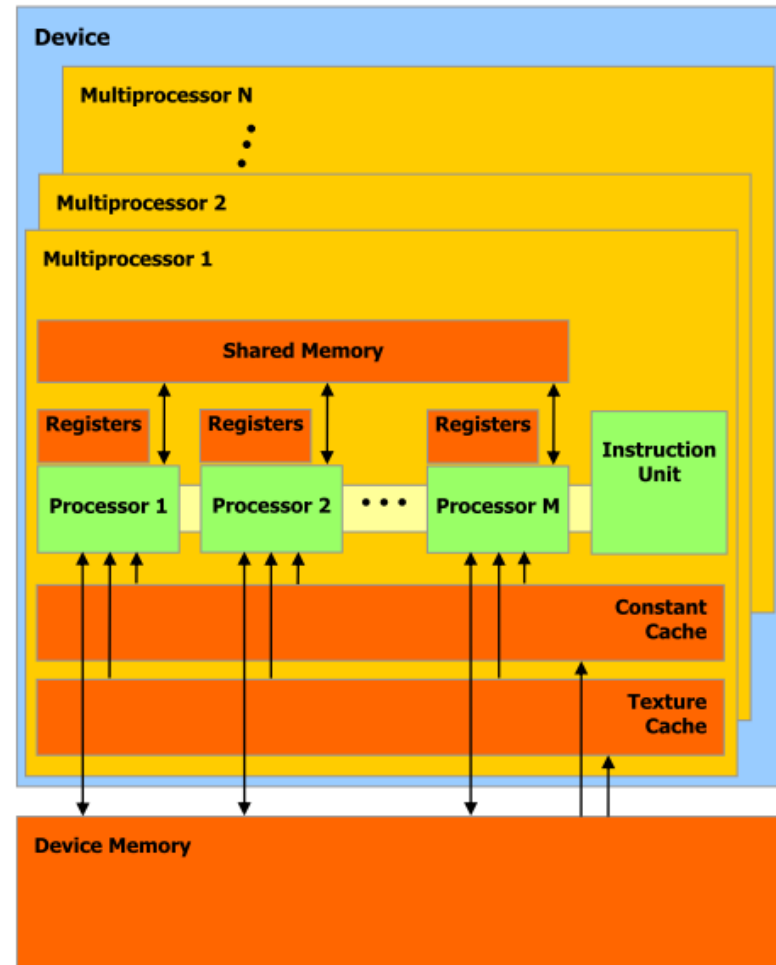 Device
Multiprocessor N
Multiprocessor 2
Multiprocessor 1
Shared Memory
Registers
Registers
Registers
Instruction
Unit
Processor 1
Processor 2
Processor M
Constant
Cache
Texture
Cache
Device Memory